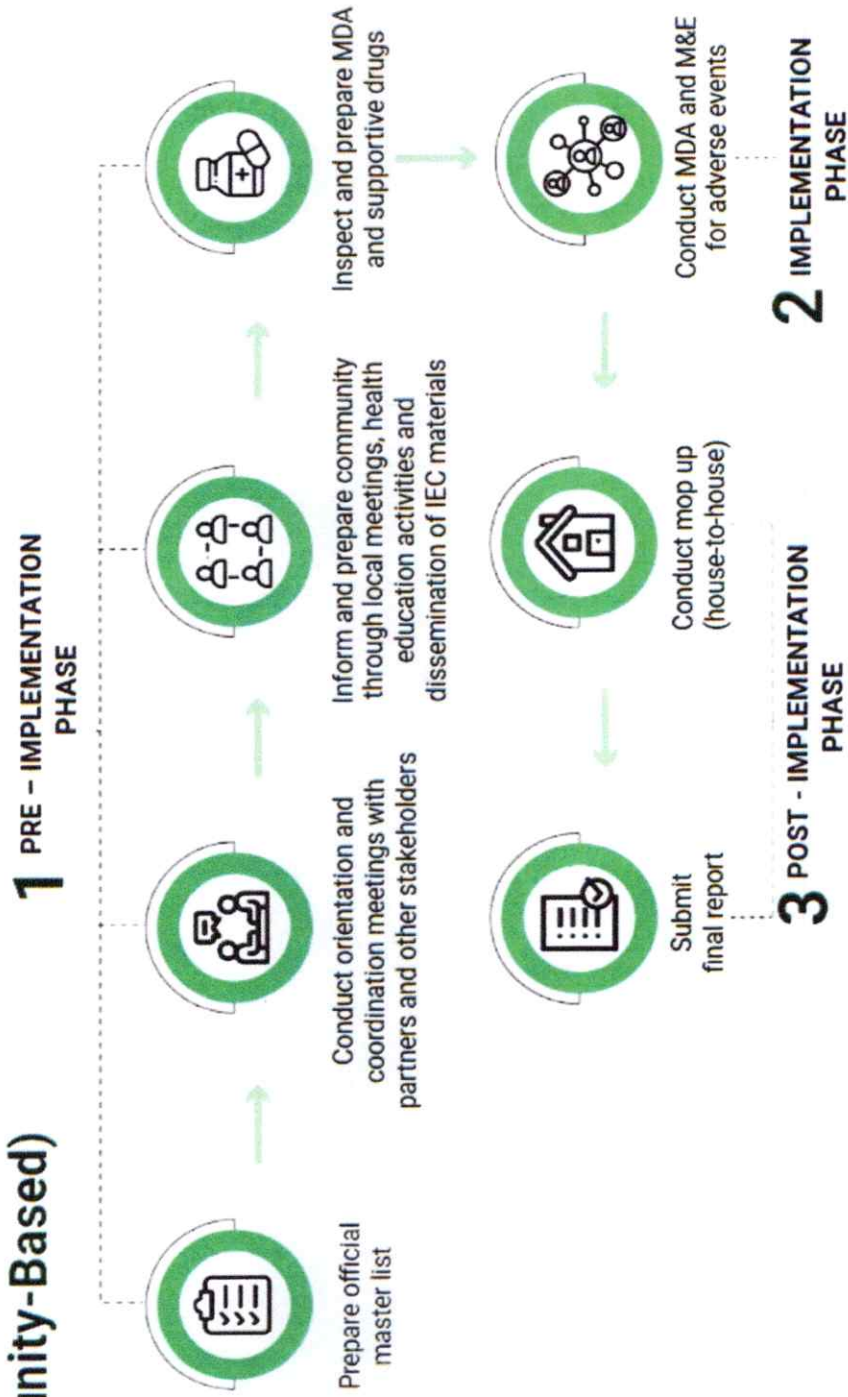 nity-Based)
1 PRE – IMPLEMENTATION
PHASE
Prepare official
master list
Conduct orientation and
coordination meetings with
partners and other stakeholders
Inform and prepare community
through local meetings, health
education activities and
dissemination of IEC materials
Inspect and prepare MDA
and supportive drugs
Conduct MDA and M&E
for adverse events
2 IMPLEMENTATION
PHASE
Conduct mop up
(house-to-house)
Submit
final report
3 POST - IMPLEMENTATION
PHASE